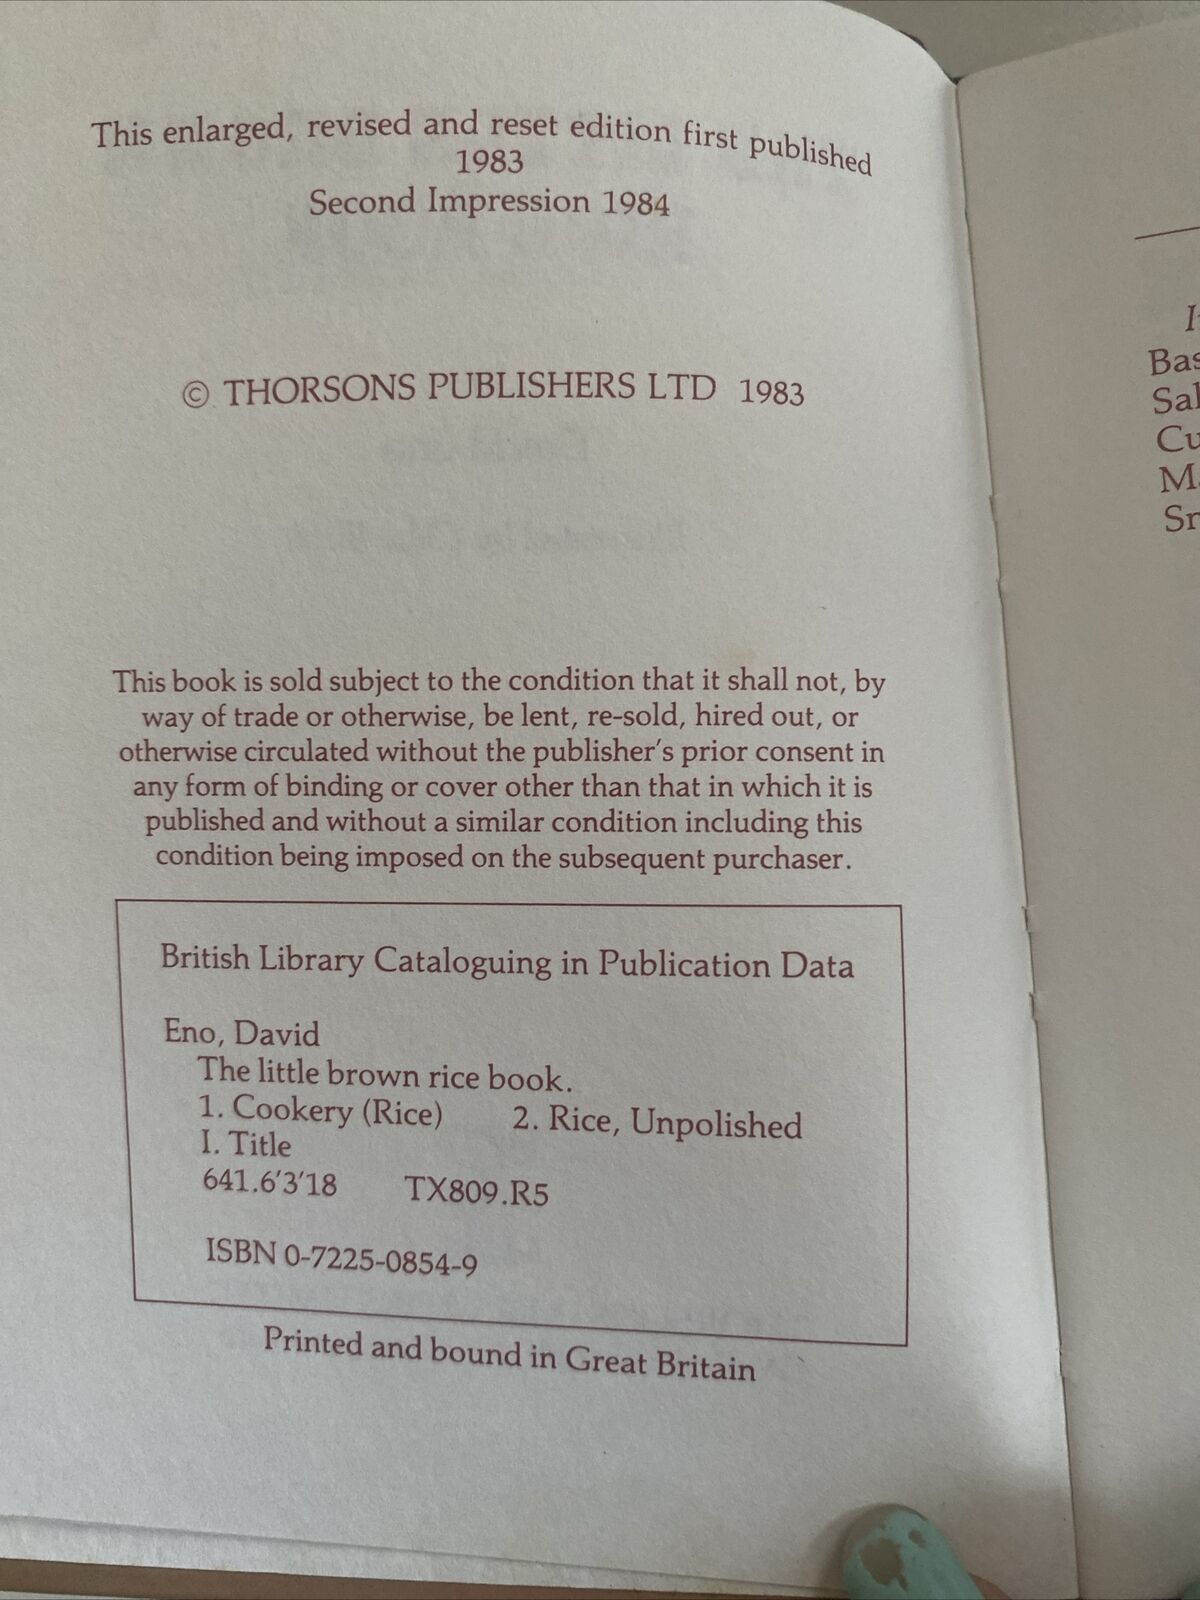 This enlarged, revised and reset edition first published
1983
Second Impression 1984
© THORSONS PUBLISHERS LTD 1983
This book is sold subject to the condition that it shall not, by
way of trade or otherwise, be lent, re-sold, hired out, or
otherwise circulated without the publisher's prior consent in
any form of binding or cover other than that in which it is
published and without a similar condition including this
condition being imposed on the subsequent purchaser.
British Library Cataloguing in Publication Data
Eno, David
The little brown rice book.
1. Cookery (Rice) 2. Rice, Unpolished
I. Title
641.6'3'18 TX809.R5
ISBN 0-7225-0854-9
Printed and bound in Great Britain